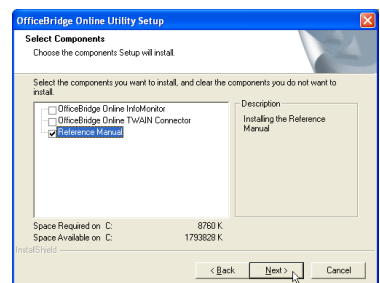 OfficeBridge Online Utility Setup
Select Components
Choose the components Setup will install.
Select the components you want to install, and clear the components you do not want to
install.
OfficeBridge Online InfoMonitor
OfficeBridge Online TWAIN Connector
Reference Manual
Description
Installing the Reference
Manual
Space Required on C: 8760 K
Space Available on C: 1793828 K
InstallShield
< Back
Next >
Cancel